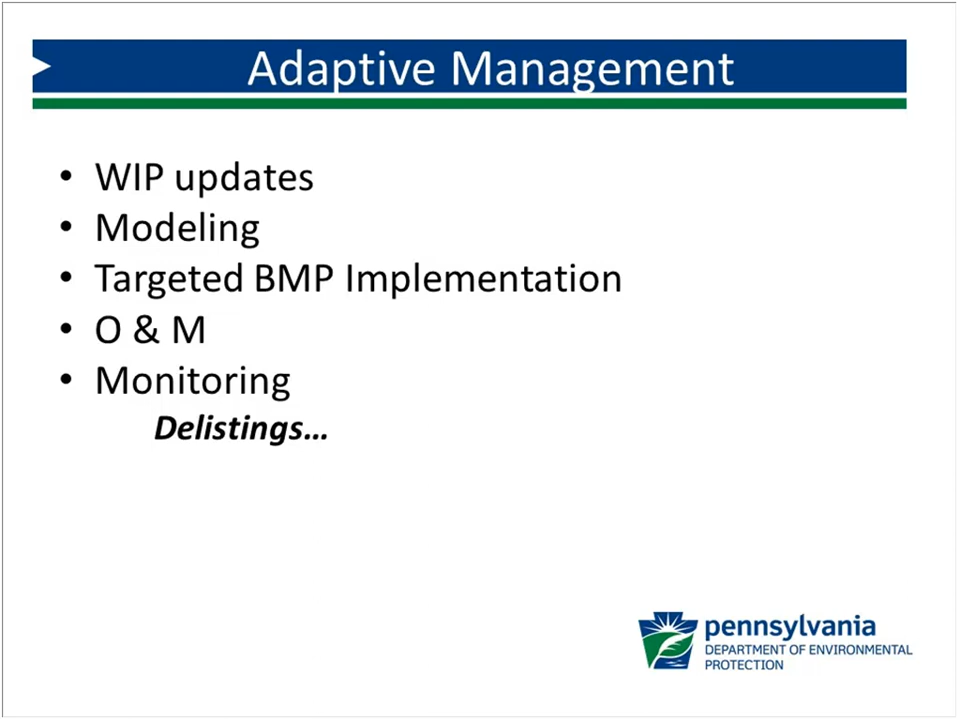 Adaptive Management
• WIP updates
• Modeling
• Targeted BMP Implementation
• O & M
• Monitoring
Delistings...
pennsylvania
DEPARTMENT OF ENVIRONMENTAL
PROTECTION